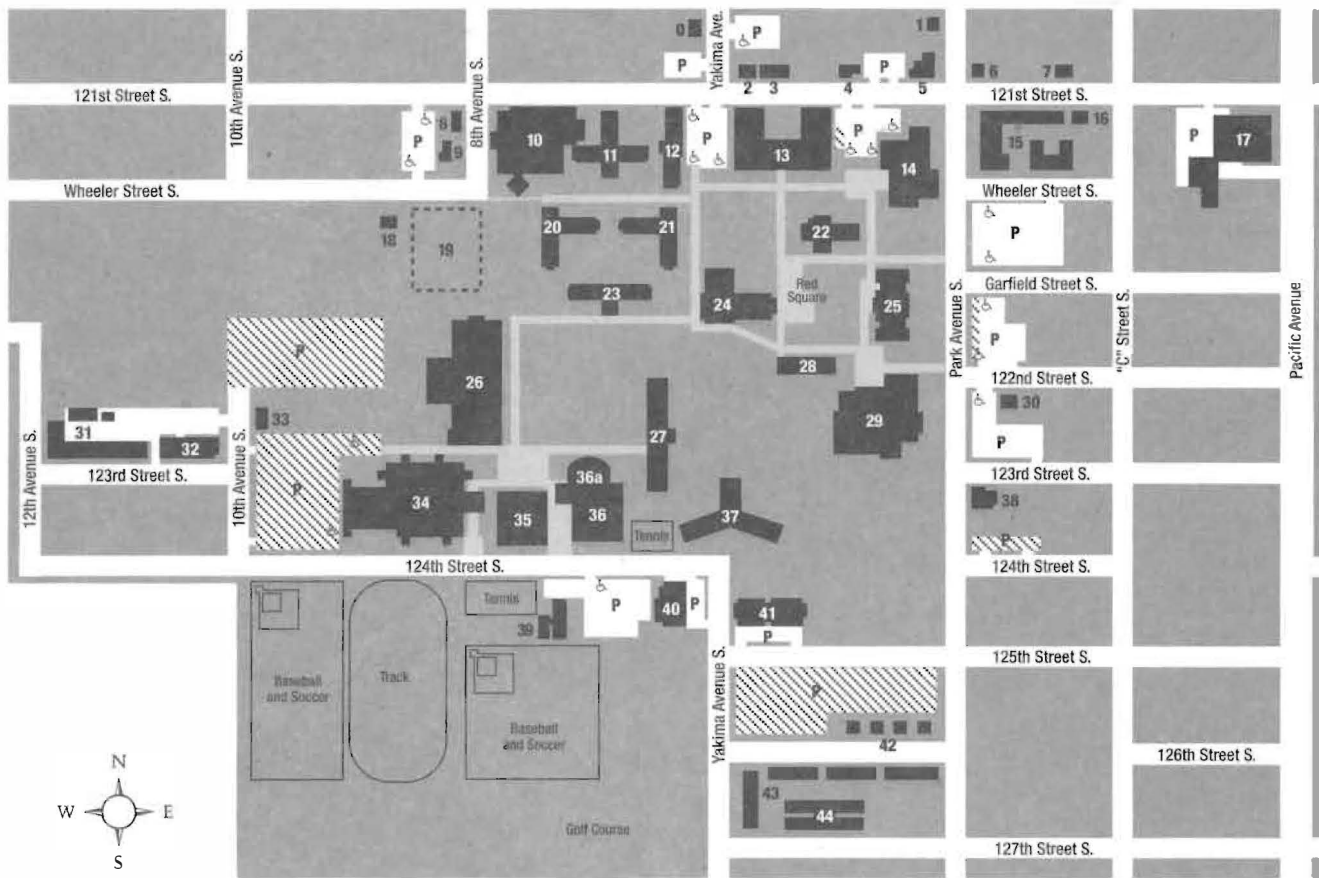 0
1
P
P
P
Yakima Ave.
2
3
4
5
6
7
10th Avenue S.
8th Avenue S.
121st Street S.
121st Street S.
P
8
9
10
11
12
P
13
P
14
15
16
P
17
Wheeler Street S.
Wheeler Street S.
18
19
20
21
22
P
23
24
Red
Square
25
Garfield Street S.
Park Avenue S.
"C" Street S.
Pacific Avenue
P
26
P
28
122nd Street S.
27
29
30
P
31
32
33
12th Avenue S.
10th Avenue S.
123rd Street S.
123rd Street S.
P
34
35
36a
36
37
38
Tennis
P
124th Street S.
124th Street S.
Tennis
P
40
P
41
39
P
125th Street S.
Baseball
and Soccer
Track
Baseball
and Soccer
Yakima Avenue S.
P
42
126th Street S.
43
44
Golf Course
127th Street S.
N
W
E
S